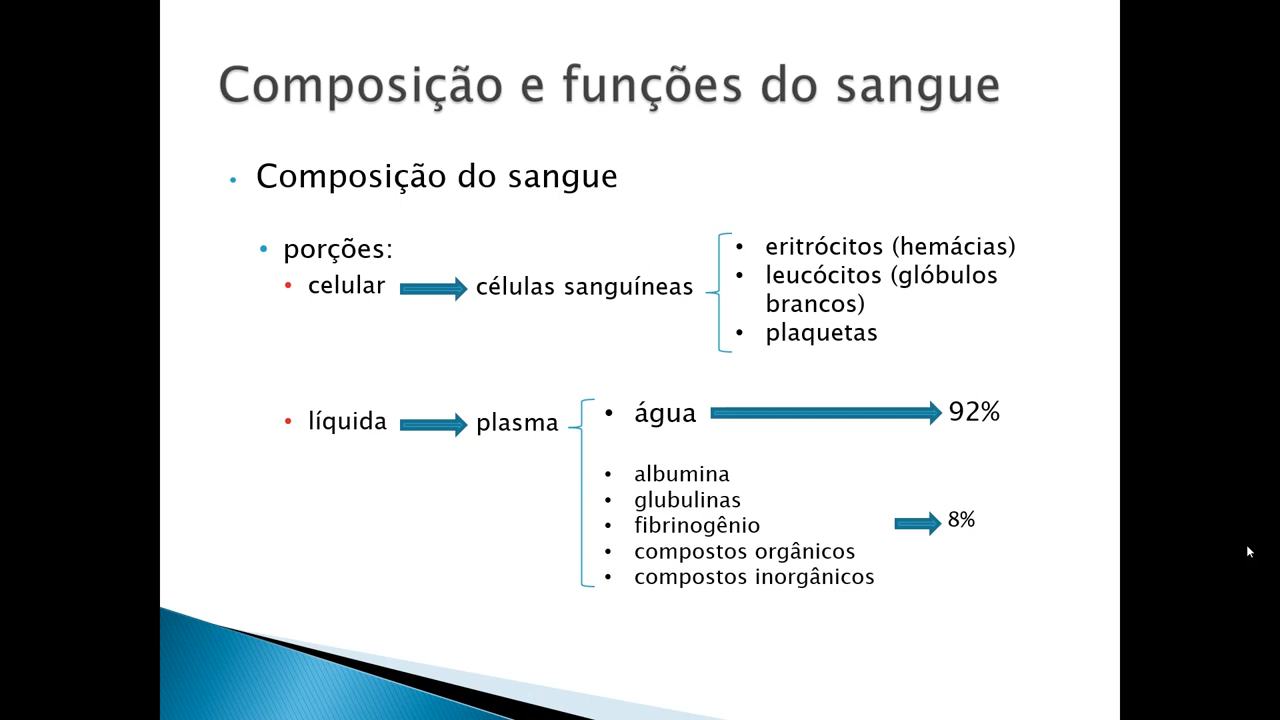 Composição e funções do sangue
Composição do sangue
porções:
celular
células sanguíneas
eritrócitos (hemácias)
leucócitos (glóbulos
brancos)
plaquetas
líquida
plasma
água
92%
albumina
glubulinas
fibrinogênio
8%
compostos orgânicos
compostos inorgânicos